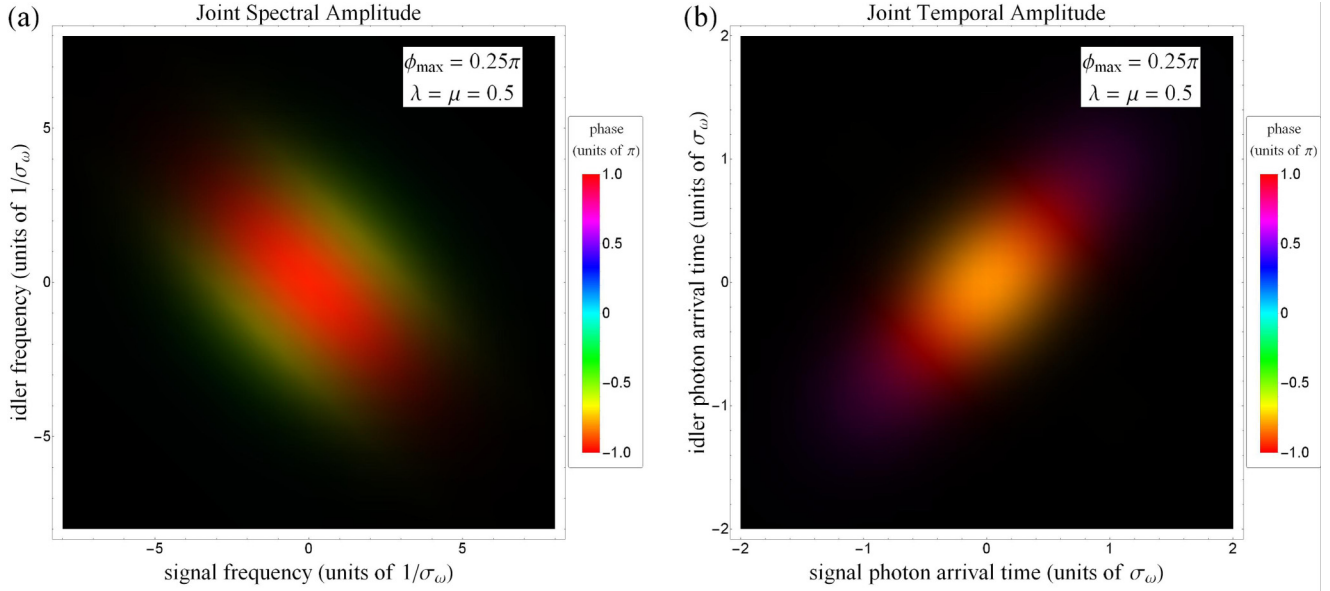 (a)
Joint Spectral Amplitude
ϕmax = 0.25π
λ = μ = 0.5
idler frequency (units of 1/σω)
5
0
−5
−5
0
5
signal frequency (units of 1/σω)
phase
(units of π)
1.0
0.5
0
−0.5
−1.0
(b)
Joint Temporal Amplitude
ϕmax = 0.25π
λ = μ = 0.5
idler photon arrival time (units of σω)
2
1
0
−1
−2
−2
−1
0
1
2
signal photon arrival time (units of σω)
phase
(units of π)
1.0
0.5
0
−0.5
−1.0